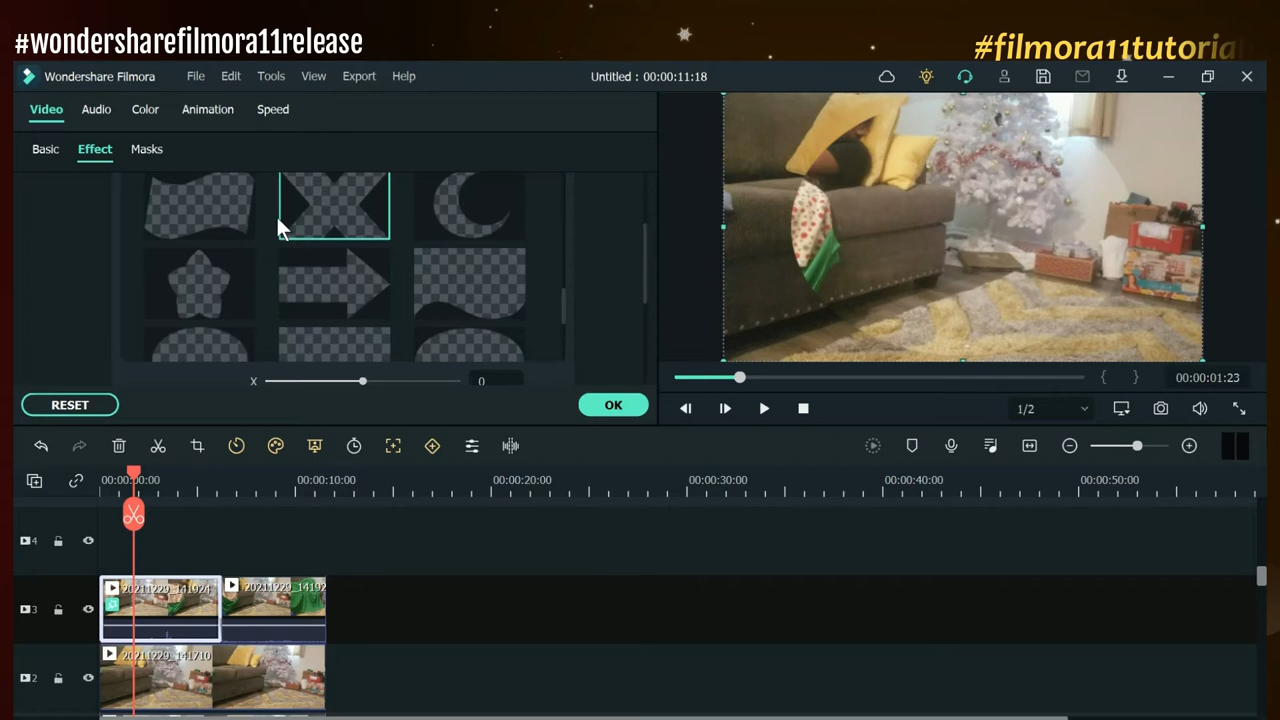 #wondersharefilmora11release
#filmora11tutorial
Wondershare Filmora File Edit Tools View Export Help Untitled : 00:00:11:18
Video Audio Color Animation Speed
Basic Effect Masks
X 0
RESET OK
00:00:01:23
1/2
00:00:00:00 00:00:10:00 00:00:20:00 00:00:30:00 00:00:40:00 00:00:50:00
4
20211229_141924 20211229_14192
3
20211229_141710
2